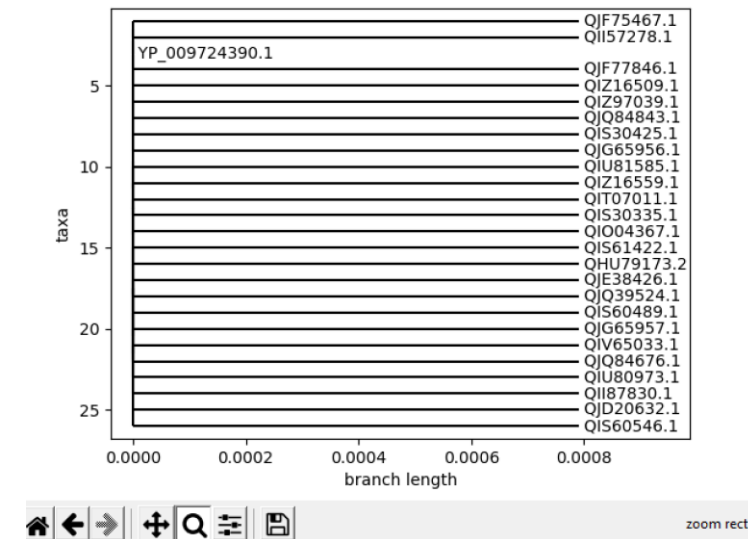 QJF75467.1
QII57278.1
YP_009724390.1
QJF77846.1
5
QIZ16509.1
QIZ97039.1
QJQ84843.1
QIS30425.1
QJG65956.1
10
QIU81585.1
QIZ16559.1
QIT07011.1
QIS30335.1
QIO04367.1
taxa
15
QIS61422.1
QHU79173.2
QJE38426.1
QJQ39524.1
QIS60489.1
20
QJG65957.1
QIV65033.1
QJQ84676.1
QIU80973.1
QII87830.1
25
QJD20632.1
QIS60546.1
0.0000 0.0002 0.0004 0.0006 0.0008
branch length
zoom rect